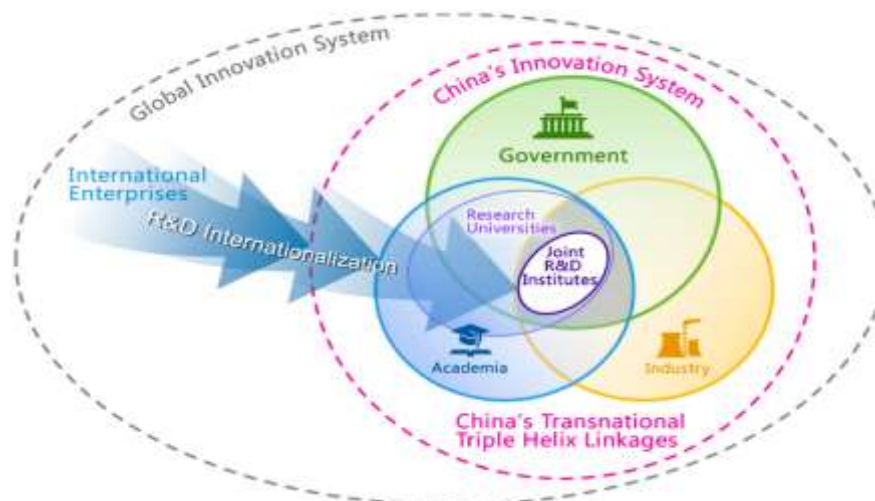 Global Innovation System
China's Innovation System
Government
International
Enterprises
R&D Internationalization
Research
Universities
Joint
R&D
Institutes
Academia
Industry
China's Transnational
Triple Helix Linkages